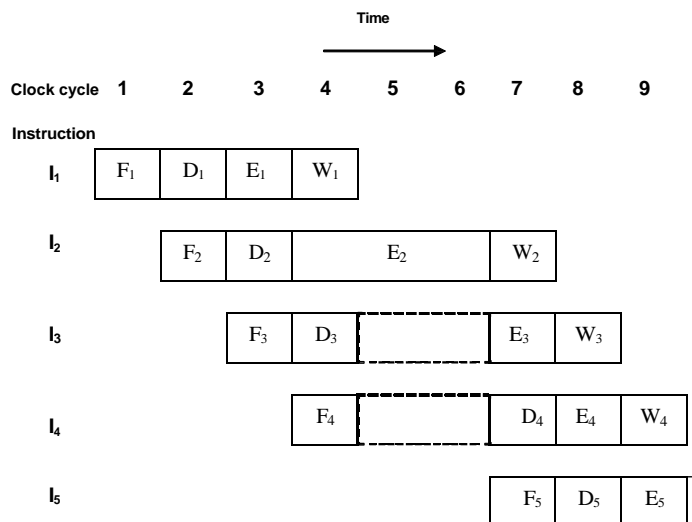 Time
Clock cycle 1 2 3 4 5 6 7 8 9
Instruction
I₁ F₁ D₁ E₁ W₁
I₂ F₂ D₂ E₂ W₂
I₃ F₃ D₃ E₃ W₃
I₄ F₄ D₄ E₄ W₄
I₅ F₅ D₅ E₅